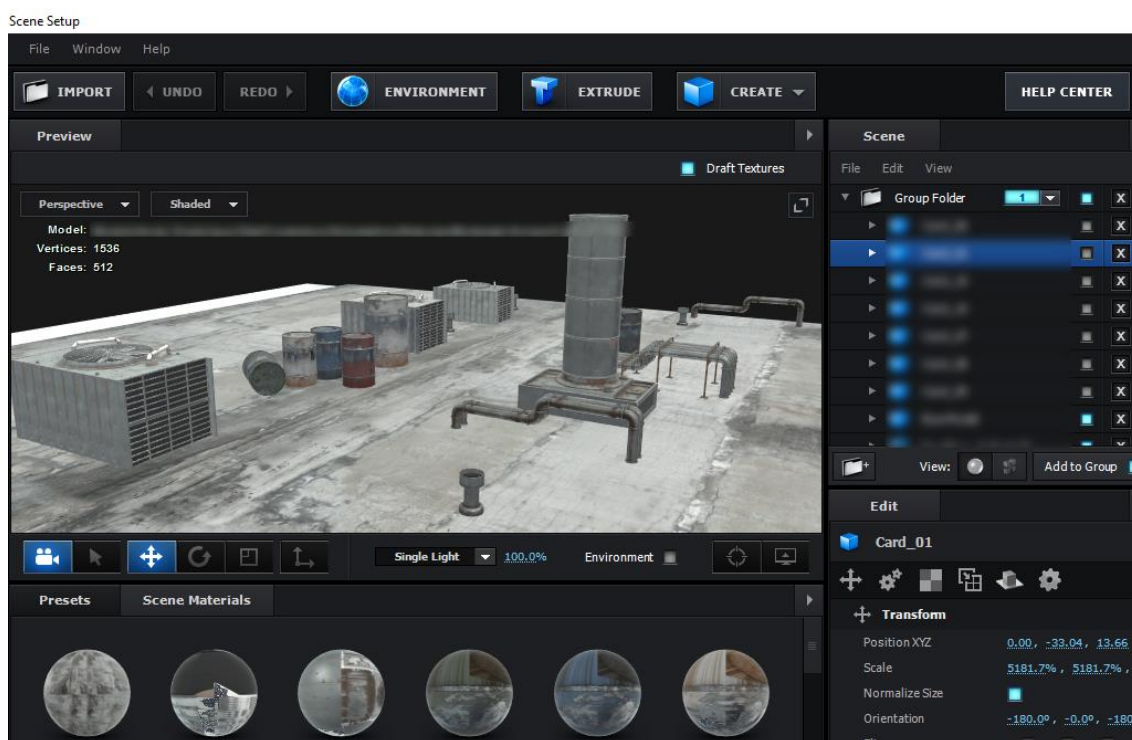 Scene Setup
File Window Help
IMPORT UNDO REDO ENVIRONMENT EXTRUDE CREATE HELP CENTER
Preview
Draft Textures
Perspective Shaded
Model:
Vertices: 1536
Faces: 512
Single Light 100.0% Environment
Presets Scene Materials
Scene
File Edit View
Group Folder 1 X
X
X
X
X
X
X
X
X
View: Add to Group
Edit
Card_01
Transform
Position XYZ 0.00, -33.04, 13.66
Scale 5181.7%, 5181.7%,
Normalize Size
Orientation -180.0º, -0.0º, -180